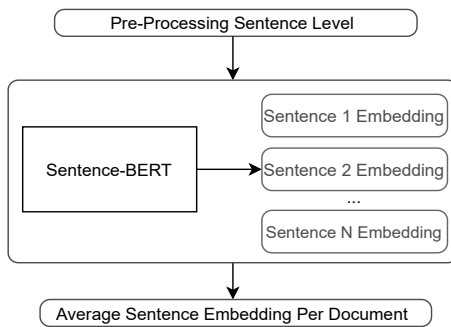 Pre-Processing Sentence Level
Sentence-BERT
Sentence 1 Embedding
Sentence 2 Embedding
...
Sentence N Embedding
Average Sentence Embedding Per Document